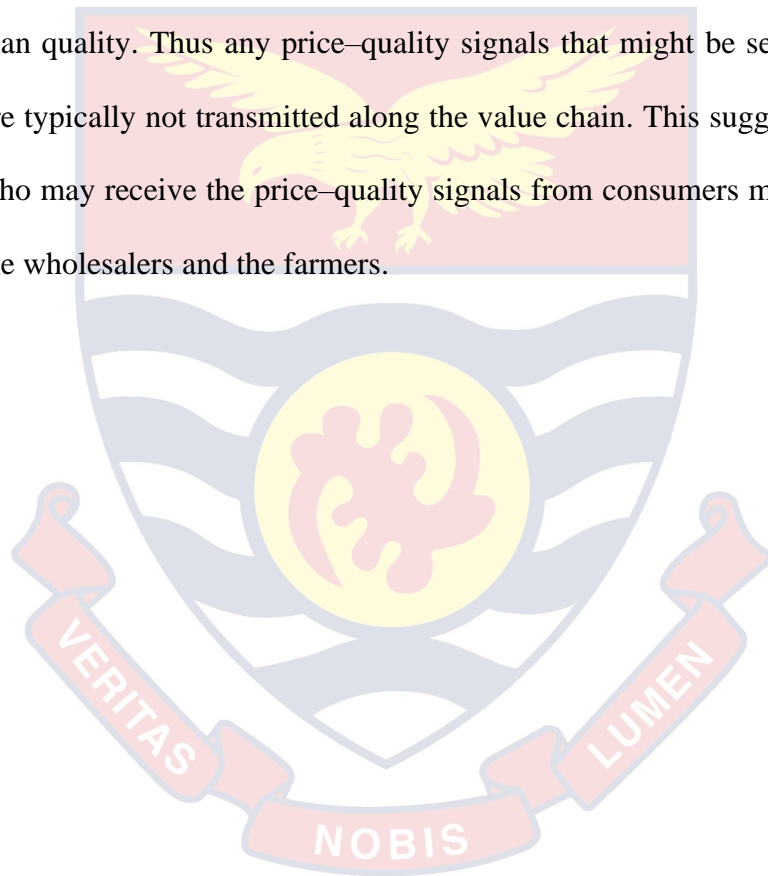 an quality. Thus any price–quality signals that might be se
e typically not transmitted along the value chain. This sugg
ho may receive the price–quality signals from consumers m
e wholesalers and the farmers.
VERITAS
NOBIS
LUMEN